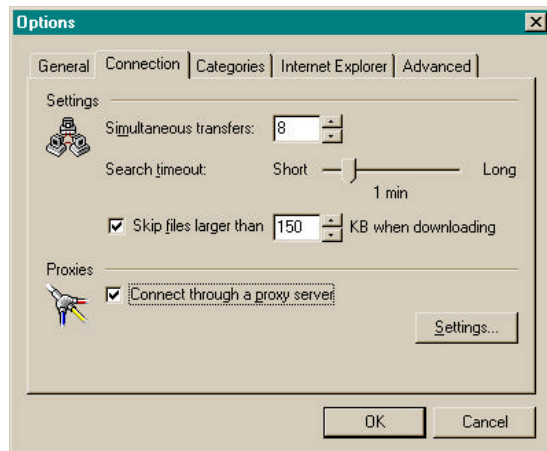 Options
General Connection Categories Internet Explorer Advanced
Settings
Simultaneous transfers: 8
Search timeout: Short Long
1 min
Skip files larger than 150 KB when downloading
Proxies
Connect through a proxy server
Settings...
OK Cancel